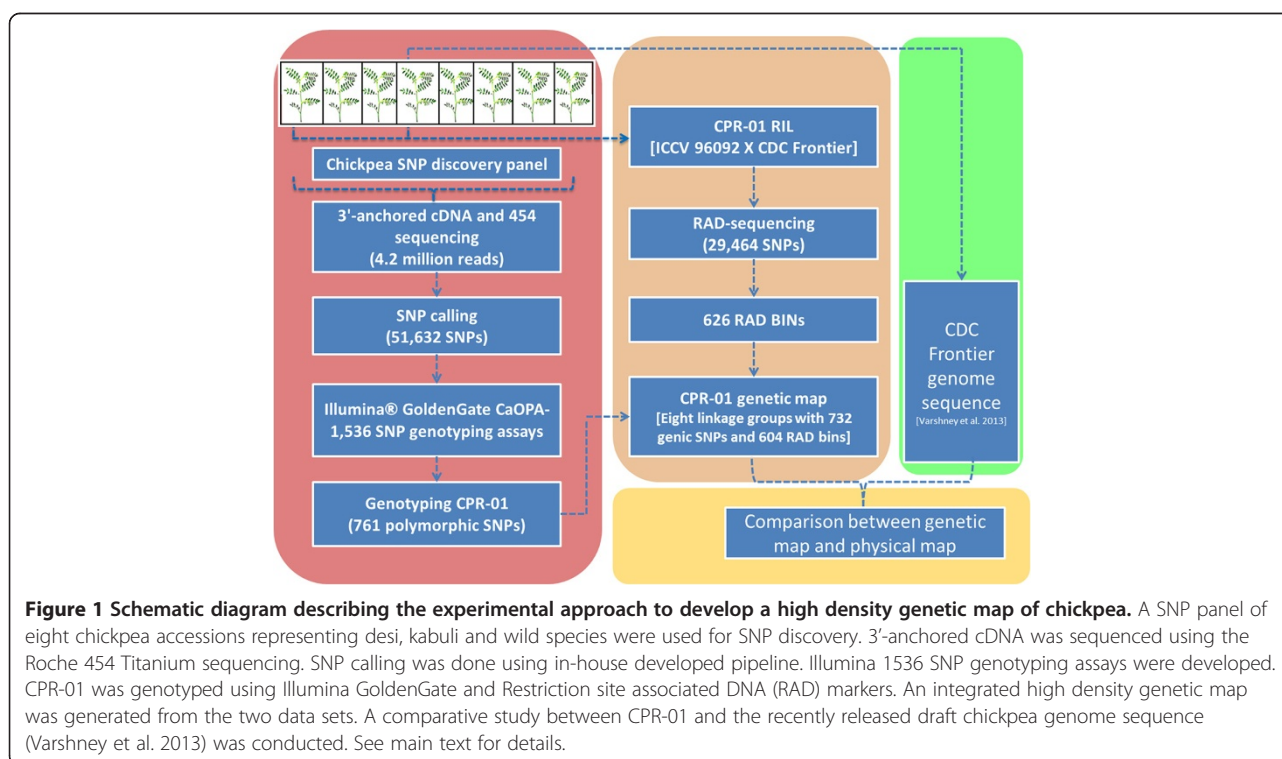 Chickpea SNP discovery panel
3'-anchored cDNA and 454
sequencing
(4.2 million reads)
SNP calling
(51,632 SNPs)
Illumina® GoldenGate CaOPA-
1,536 SNP genotyping assays
Genotyping CPR-01
(761 polymorphic SNPs)
CPR-01 RIL
[ICCV 96092 X CDC Frontier]
RAD-sequencing
(29,464 SNPs)
626 RAD BINs
CPR-01 genetic map
[Eight linkage groups with 732
genic SNPs and 604 RAD bins]
CDC
Frontier
genome
sequence
[Varshney et al. 2013]
Comparison between genetic
map and physical map
Figure 1 Schematic diagram describing the experimental approach to develop a high density genetic map of chickpea. A SNP panel of
eight chickpea accessions representing desi, kabuli and wild species were used for SNP discovery. 3’-anchored cDNA was sequenced using the
Roche 454 Titanium sequencing. SNP calling was done using in-house developed pipeline. Illumina 1536 SNP genotyping assays were developed.
CPR-01 was genotyped using Illumina GoldenGate and Restriction site associated DNA (RAD) markers. An integrated high density genetic map
was generated from the two data sets. A comparative study between CPR-01 and the recently released draft chickpea genome sequence
(Varshney et al. 2013) was conducted. See main text for details.